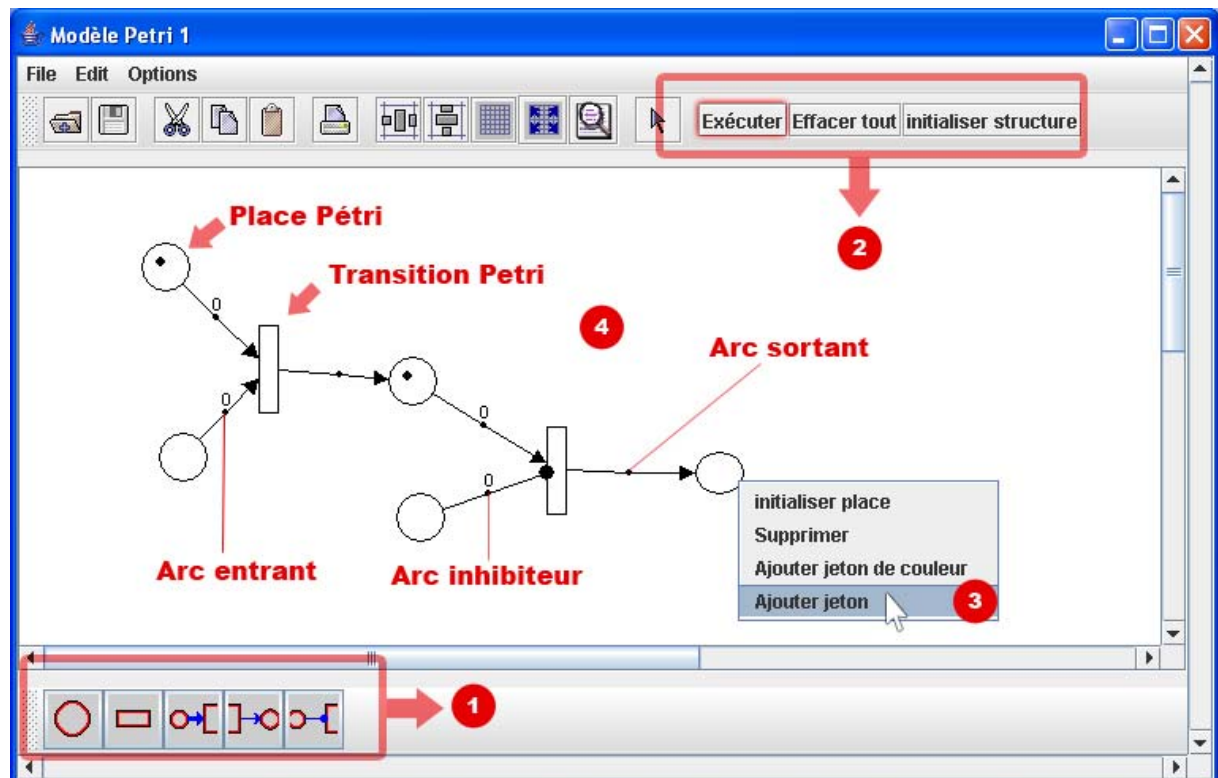 Modèle Petri 1
File Edit Options
Exécuter Effacer tout initialiser structure
2
Place Pétri
Transition Petri
4
Arc sortant
0
0
0
0
Arc entrant
Arc inhibiteur
initialiser place
Supprimer
Ajouter jeton de couleur
Ajouter jeton
3
1